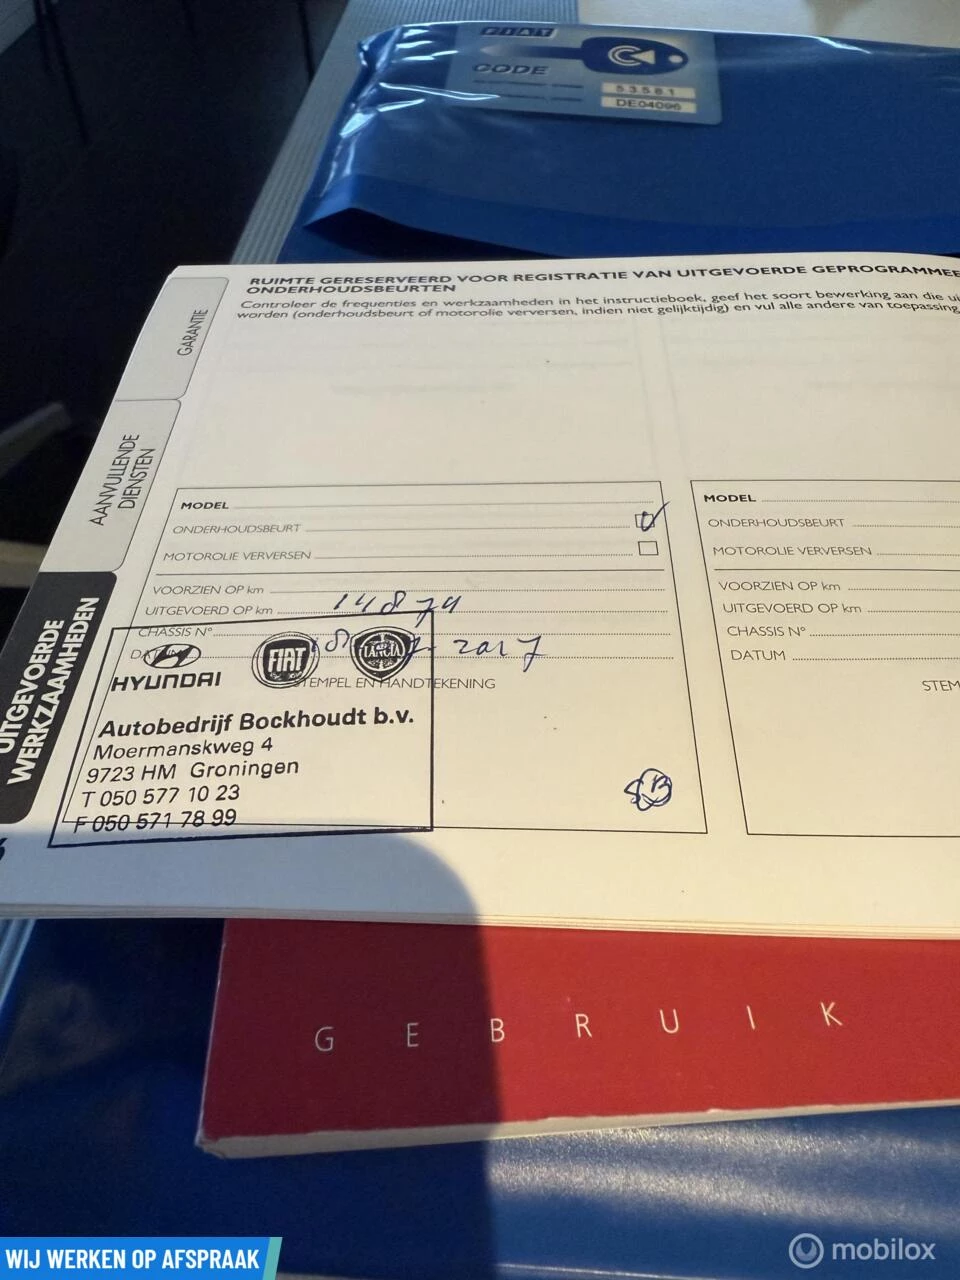 FIAT
CODE
53581
DE04096
RUIMTE GERESERVEERD VOOR REGISTRATIE VAN UITGEVOERDE GEPROGRAMMEE
ONDERHOUDSBEURTEN
Controleer de frequenties en werkzaamheden in het instructieboek, geef het soort bewerking aan die ui
worden (onderhoudsbeurt of motorolie verversen, indien niet gelijktijdig) en vul alle andere van toepassing
GARANTIE
AANVULLENDE
DIENSTEN
UITGEVOERDE
WERKZAAMHEDEN
MODEL
ONDERHOUDSBEURT
MOTOROLIE VERVERSEN
VOORZIEN OP km
UITGEVOERD OP km 14879
CHASSIS N°
2017
STEMPEL EN HANDTEKENING
HYUNDAI
FIAT
LANCIA
Autobedrijf Bockhoudt b.v.
Moermanskweg 4
9723 HM Groningen
T 050 577 10 23
F 050 571 78 99
MODEL
ONDERHOUDSBEURT
MOTOROLIE VERVERSEN
VOORZIEN OP km
UITGEVOERD OP km
CHASSIS N°
DATUM
STEM
GEBRUIK
WIJ WERKEN OP AFSPRAAK
mobilox